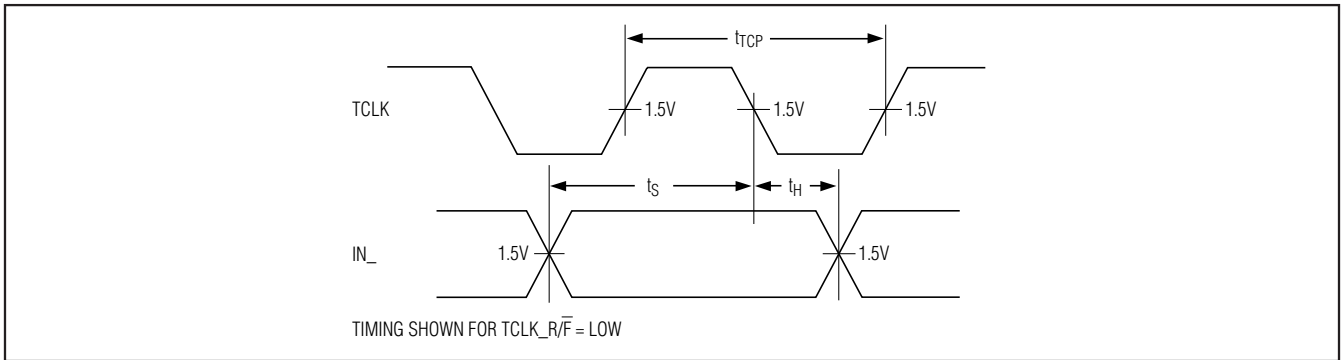 tTCP
TCLK
1.5V
1.5V
1.5V
tS
tH
IN_
1.5V
1.5V
TIMING SHOWN FOR TCLK_R/F̅ = LOW